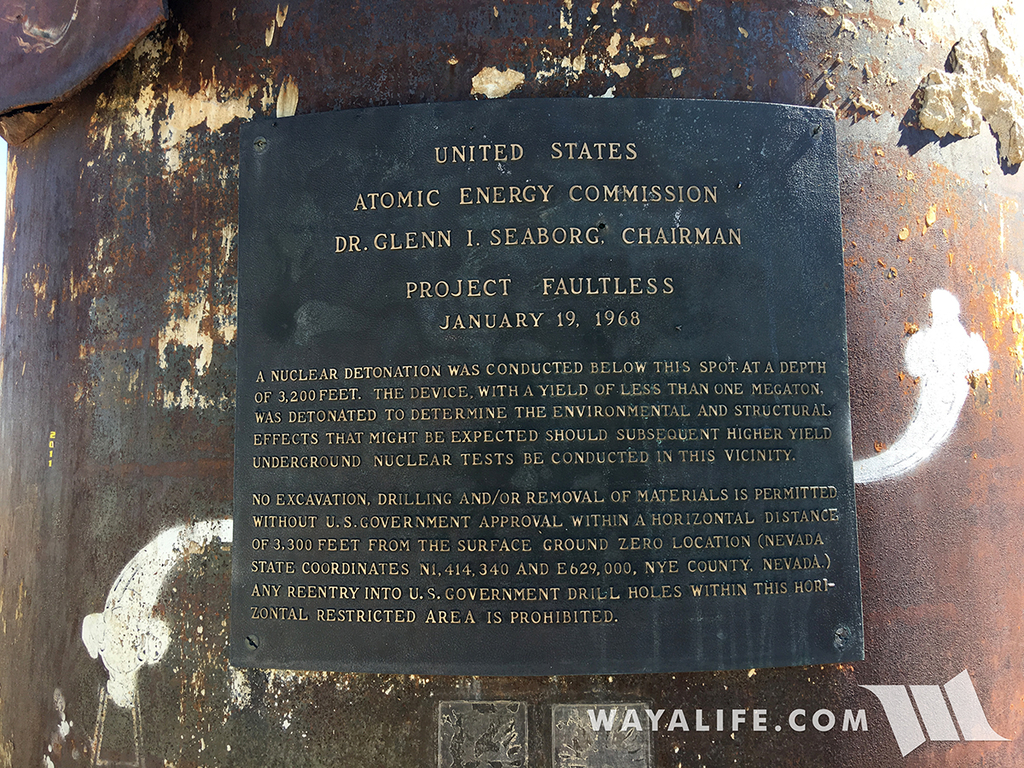 UNITED STATES
ATOMIC ENERGY COMMISSION
DR. GLENN I. SEABORG, CHAIRMAN
PROJECT FAULTLESS
JANUARY 19, 1968
A NUCLEAR DETONATION WAS CONDUCTED BELOW THIS SPOT AT A DEPTH
OF 3,200 FEET. THE DEVICE, WITH A YIELD OF LESS THAN ONE MEGATON,
WAS DETONATED TO DETERMINE THE ENVIRONMENTAL AND STRUCTURAL
EFFECTS THAT MIGHT BE EXPECTED SHOULD SUBSEQUENT HIGHER YIELD
UNDERGROUND NUCLEAR TESTS BE CONDUCTED IN THIS VICINITY.
NO EXCAVATION, DRILLING AND/OR REMOVAL OF MATERIALS IS PERMITTED
WITHOUT U.S. GOVERNMENT APPROVAL WITHIN A HORIZONTAL DISTANCE
OF 3,300 FEET FROM THE SURFACE GROUND ZERO LOCATION (NEVADA
STATE COORDINATES N1,414,340 AND E629,000, NYE COUNTY, NEVADA.)
ANY REENTRY INTO U.S. GOVERNMENT DRILL HOLES WITHIN THIS HORI-
ZONTAL RESTRICTED AREA IS PROHIBITED.
2011
WAYALIFE.COM